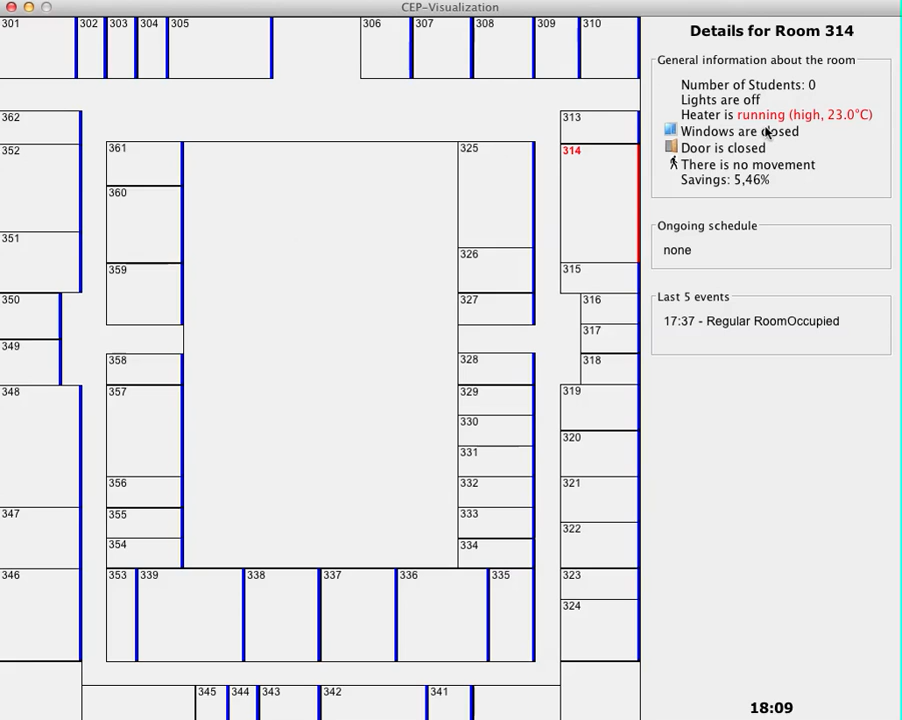 CEP-Visualization
301 302 303 304 305 306 307 308 309 310
362 313
352 361 325 314
360
351 326
359 315
350 327 316
317
349 358 328 318
348 357 329 319
330
331 320
356 332 321
347 355 333
322
354 334
346 353 339 338 337 336 335 323
324
345 344 343 342 341
Details for Room 314
General information about the room
Number of Students: 0
Lights are off
Heater is running (high, 23.0°C)
Windows are closed
Door is closed
There is no movement
Savings: 5,46%
Ongoing schedule
none
Last 5 events
17:37 - Regular RoomOccupied
18:09